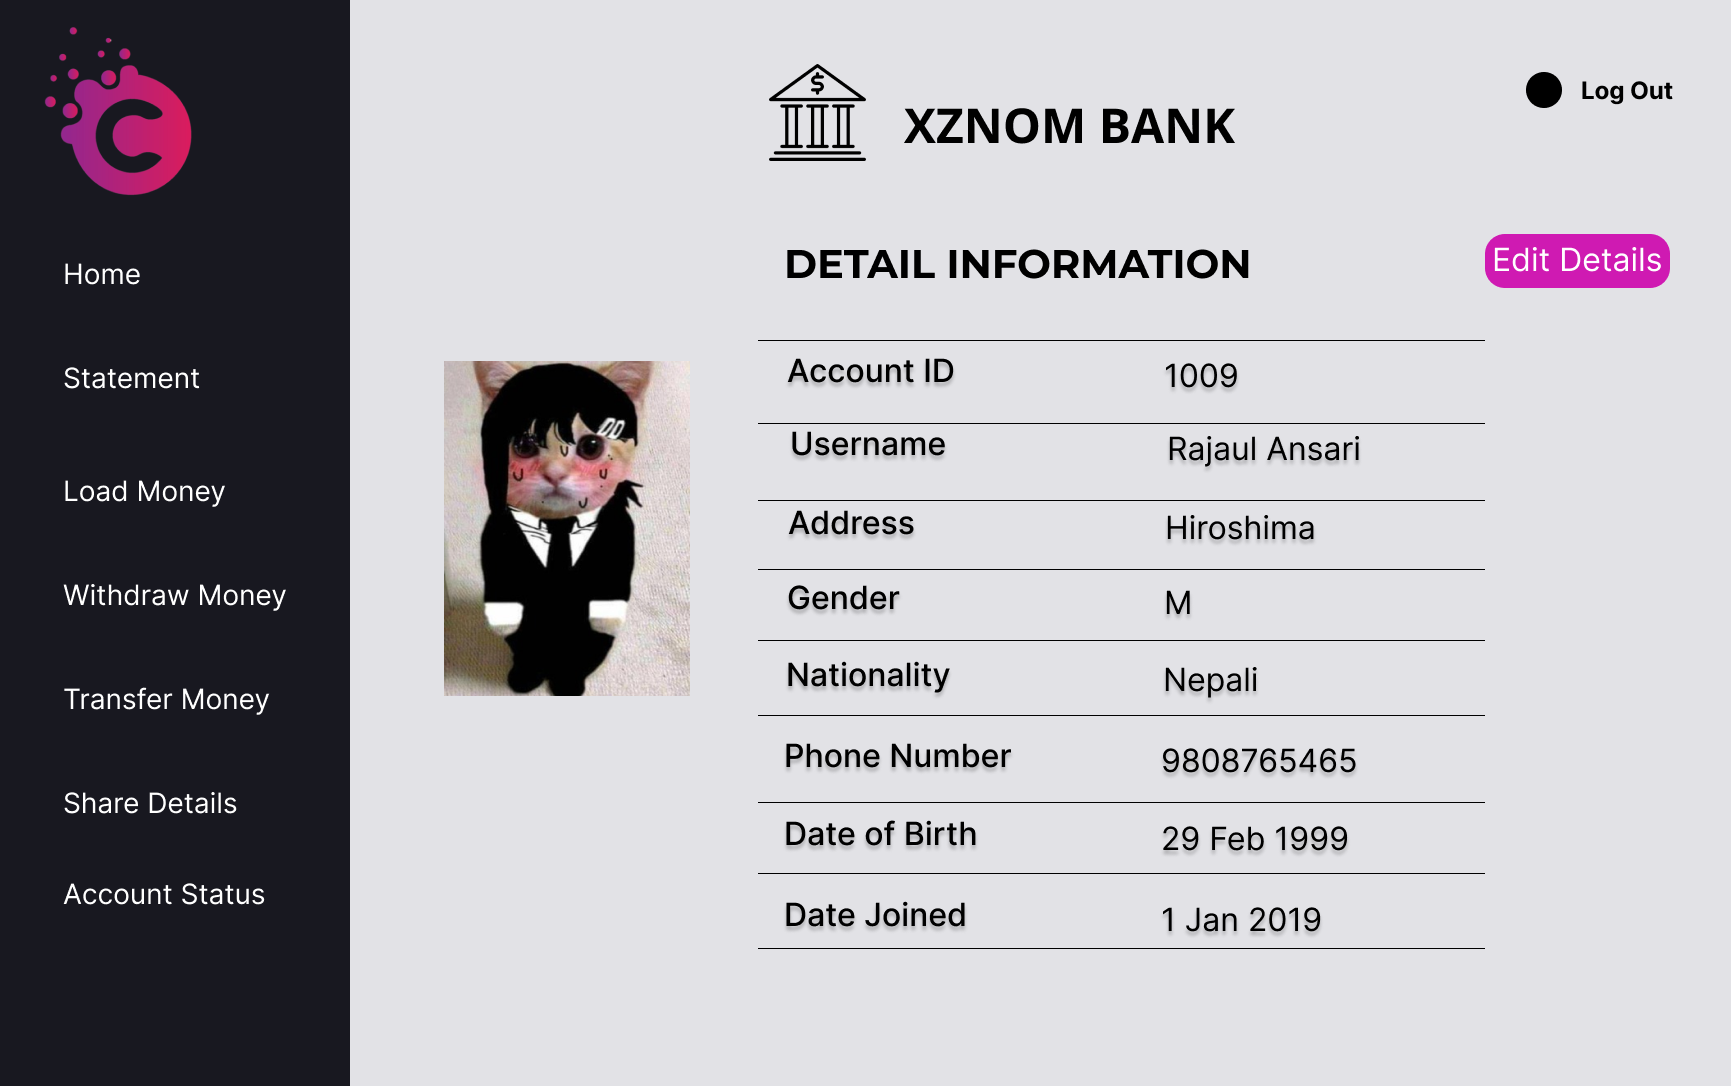 XZNOM BANK
Log Out
Home
Statement
Load Money
Withdraw Money
Transfer Money
Share Details
Account Status
DETAIL INFORMATION
Edit Details
Account ID 1009
Username Rajaul Ansari
Address Hiroshima
Gender M
Nationality Nepali
Phone Number 9808765465
Date of Birth 29 Feb 1999
Date Joined 1 Jan 2019